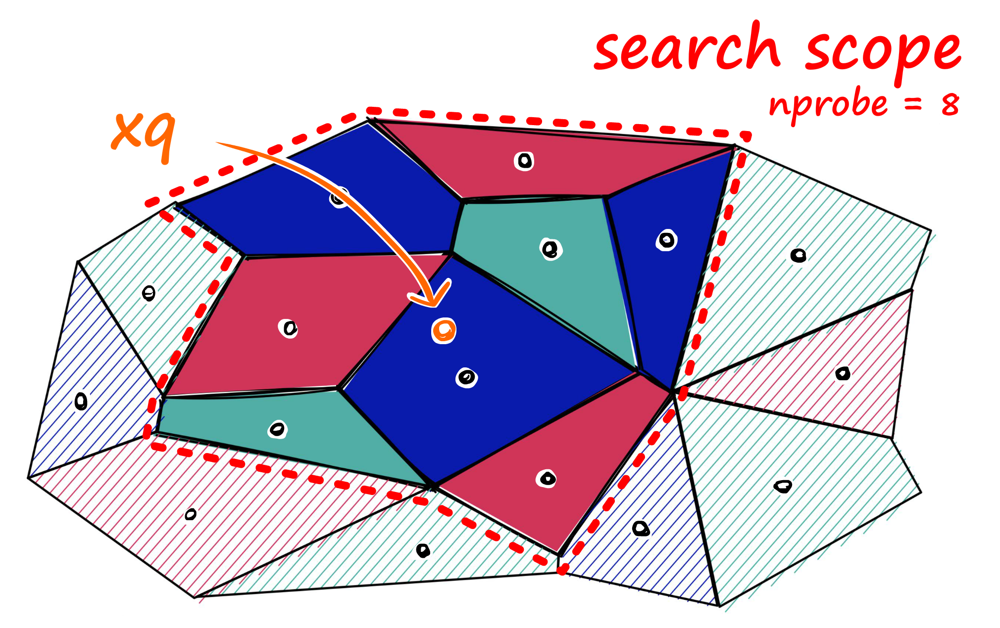 search scope
nprobe = 8
xq